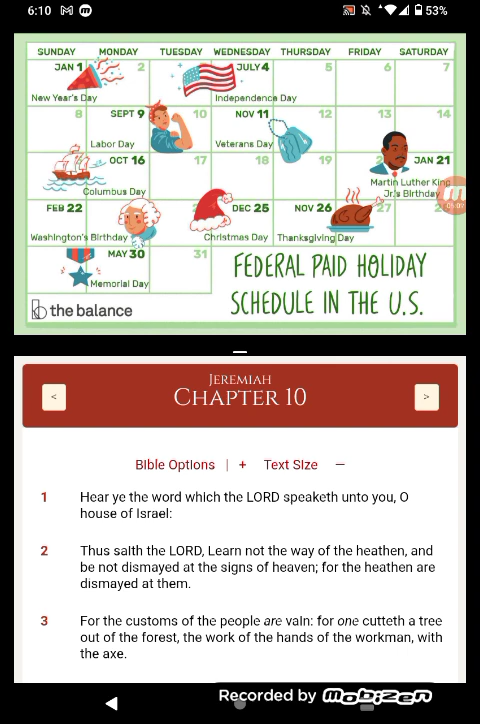 6:10 53%
SUNDAY MONDAY TUESDAY WEDNESDAY THURSDAY FRIDAY SATURDAY
JAN 1 2 JULY 4 5 6 7
New Year's Day Independence Day
8 SEPT 9 10 NOV 11 12 13 14
Labor Day Veterans Day
OCT 16 17 18 19 JAN 21
Columbus Day Martin Luther King
Jr.'s Birthday
FEB 22 DEC 25 NOV 26 27
Washington's Birthday Christmas Day Thanksgiving Day
MAY 30 31
Memorial Day
FEDERAL PAID HOLIDAY
SCHEDULE IN THE U.S.
b the balance
JEREMIAH
< CHAPTER 10 >
Bible Options | + Text Size —
1 Hear ye the word which the LORD speaketh unto you, O
house of Israel:
2 Thus saith the LORD, Learn not the way of the heathen, and
be not dismayed at the signs of heaven; for the heathen are
dismayed at them.
3 For the customs of the people are vain: for one cutteth a tree
out of the forest, the work of the hands of the workman, with
the axe.
Recorded by Mobizen